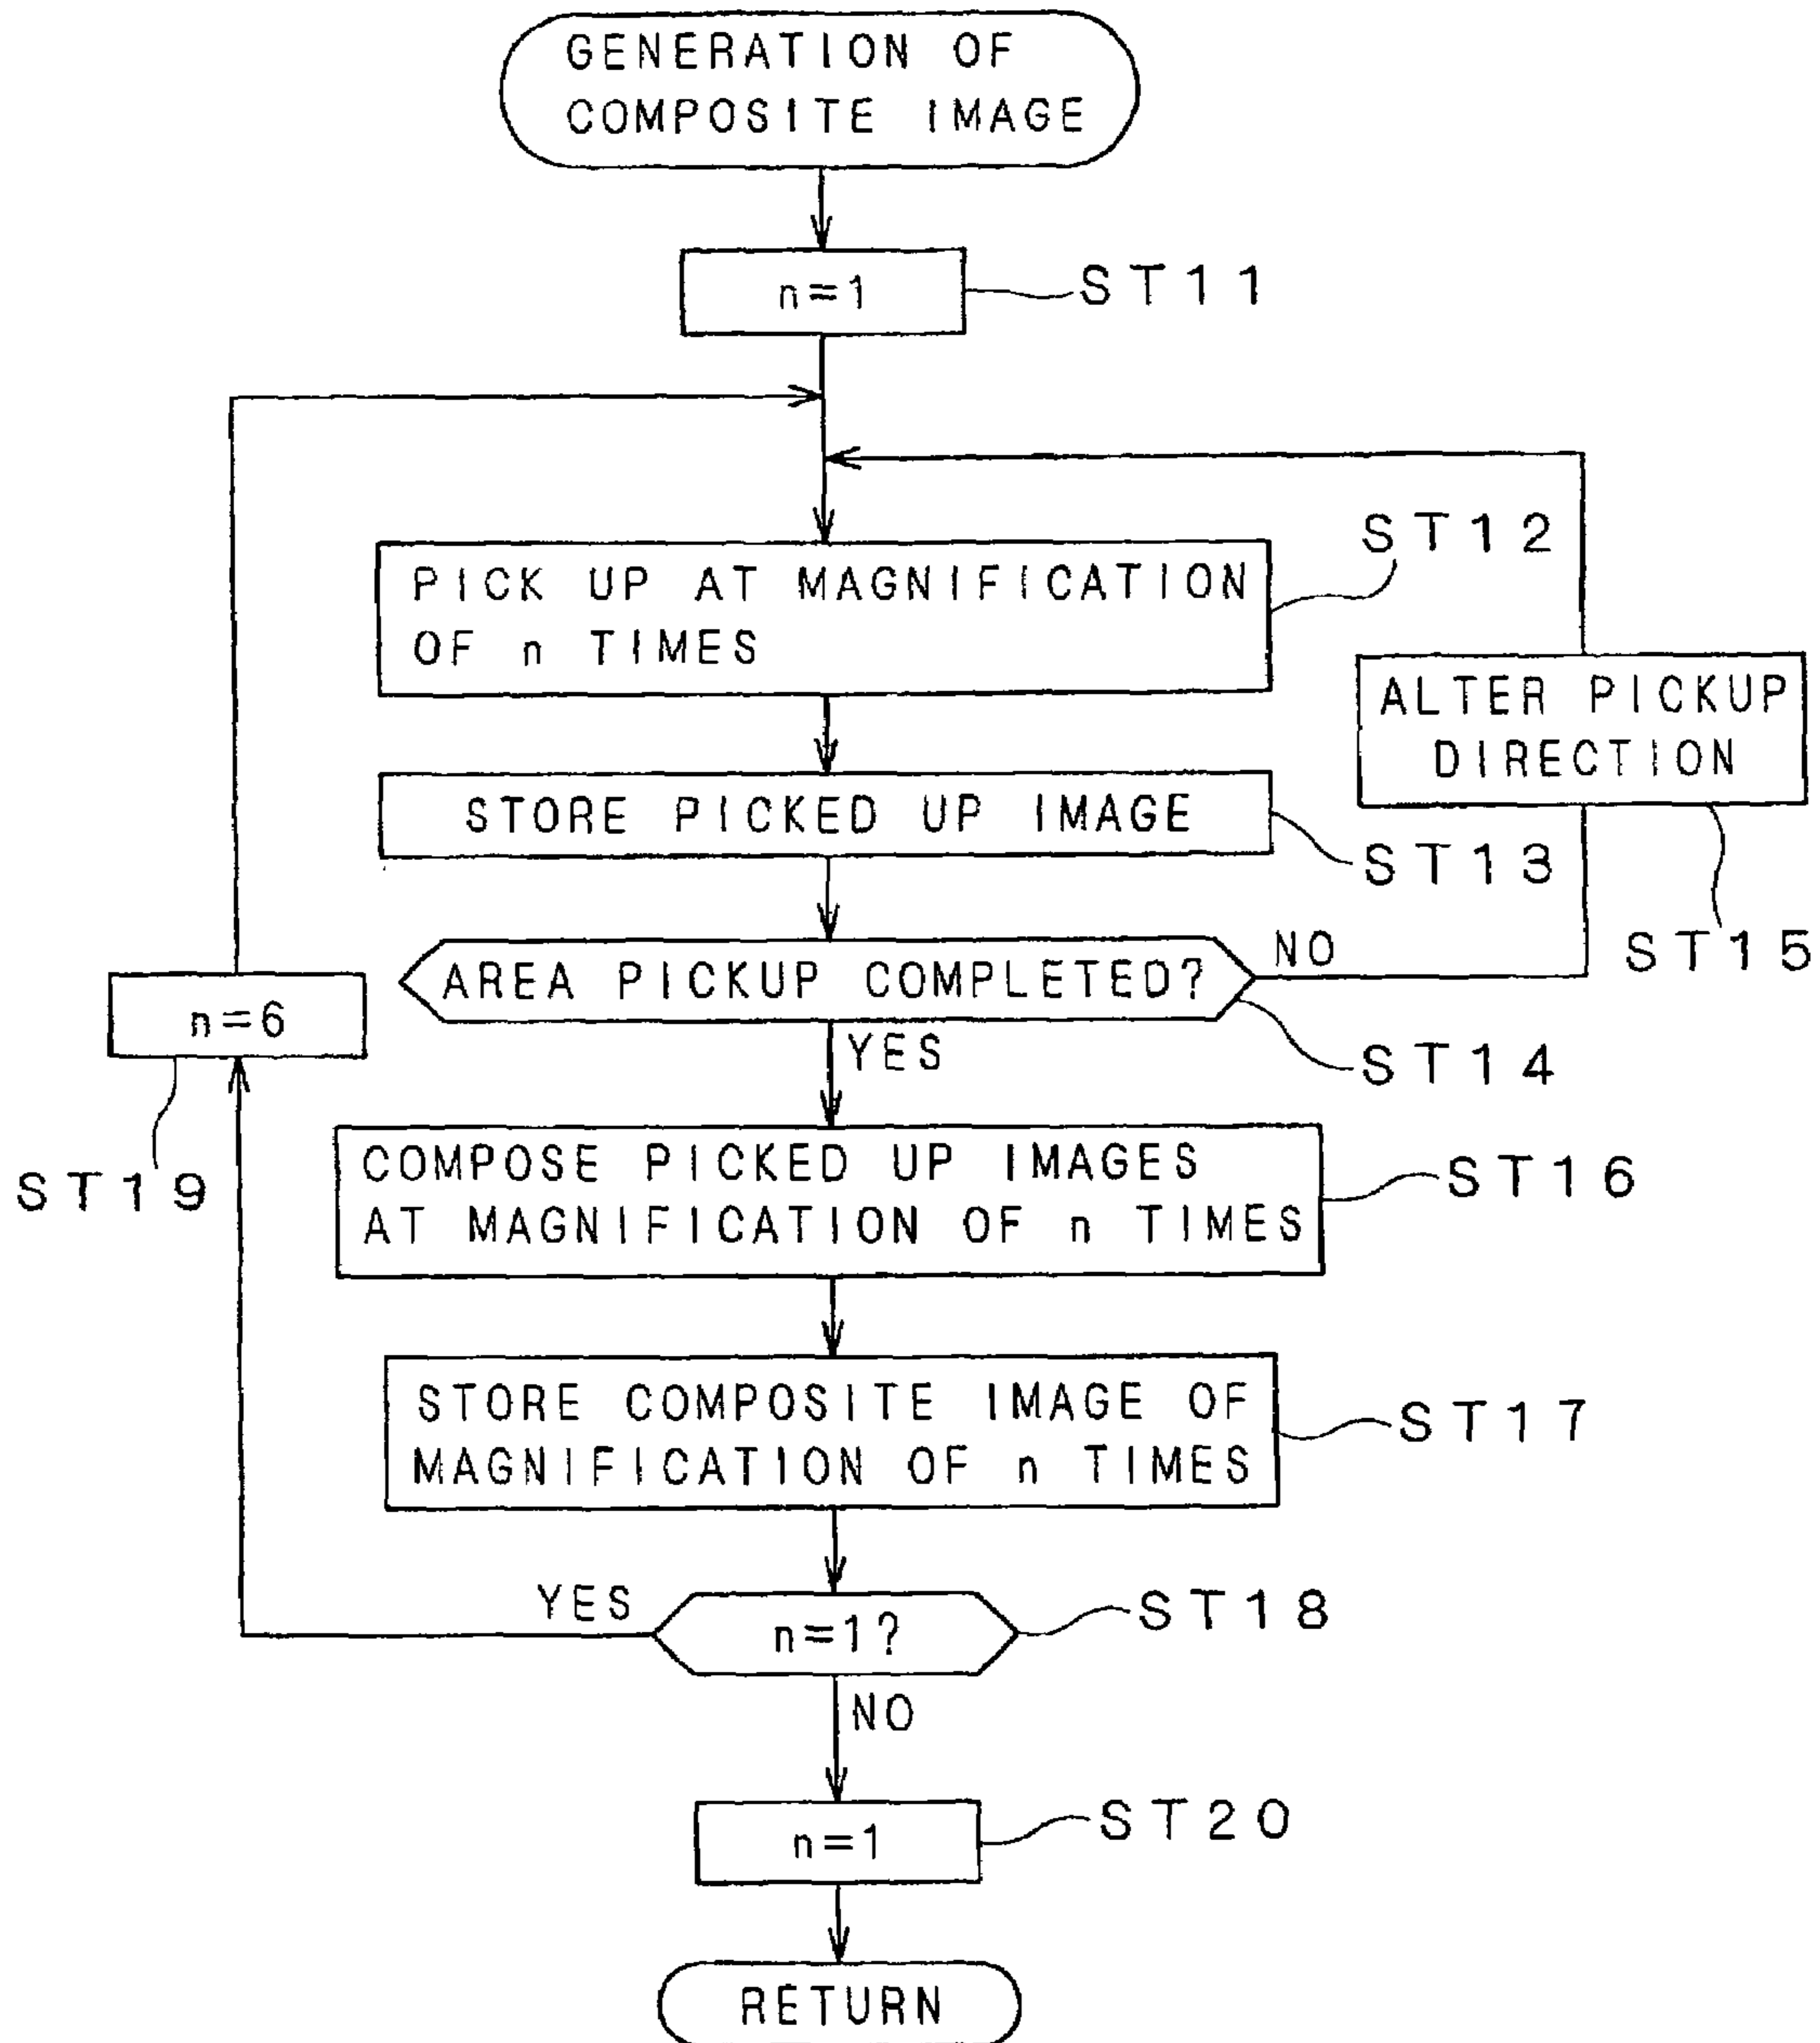 GENERATION OF
COMPOSITE IMAGE
n=1
ST11
PICK UP AT MAGNIFICATION
OF n TIMES
ST12
STORE PICKED UP IMAGE
ST13
ALTER PICKUP
DIRECTION
ST15
AREA PICKUP COMPLETED?
NO
YES
ST14
n=6
ST19
COMPOSE PICKED UP IMAGES
AT MAGNIFICATION OF n TIMES
ST16
STORE COMPOSITE IMAGE OF
MAGNIFICATION OF n TIMES
ST17
YES
n=1?
ST18
NO
n=1
ST20
RETURN